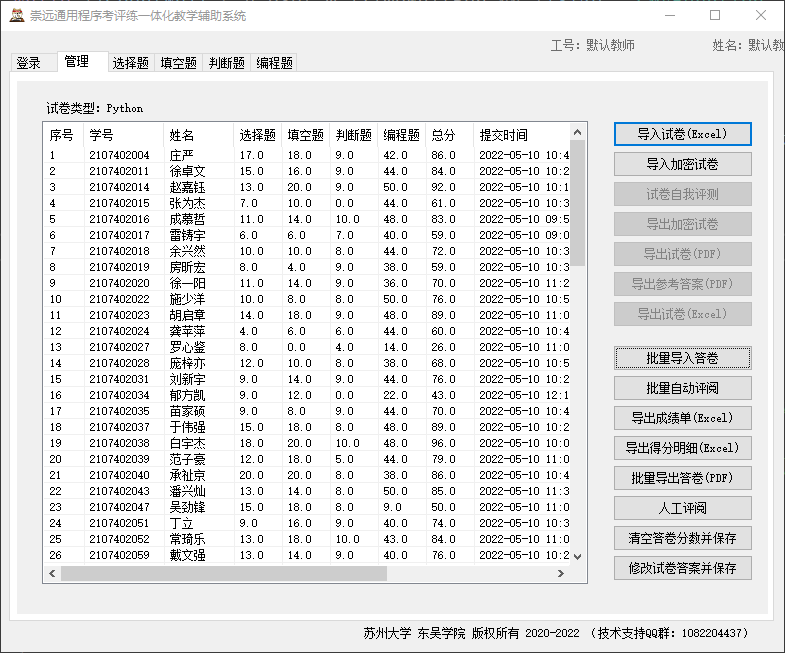 崇远通用程序考评练一体化教学辅助系统
工号：默认教师 姓名：默认教
登录 管理 选择题 填空题 判断题 编程题
试卷类型：Python
序号 学号 姓名 选择题 填空题 判断题 编程题 总分 提交时间
1 2107402004 庄严 17.0 18.0 9.0 42.0 86.0 2022-05-10 10:4
2 2107402011 徐卓文 15.0 16.0 9.0 44.0 84.0 2022-05-10 10:2
3 2107402014 赵嘉钰 13.0 20.0 9.0 50.0 92.0 2022-05-10 10:1
4 2107402015 张为杰 7.0 10.0 0.0 44.0 61.0 2022-05-10 10:3
5 2107402016 成慕哲 11.0 14.0 10.0 48.0 83.0 2022-05-10 09:5
6 2107402017 雷铸宇 6.0 6.0 7.0 40.0 59.0 2022-05-10 09:0
7 2107402018 余兴然 10.0 10.0 8.0 44.0 72.0 2022-05-10 10:3
8 2107402019 房昕宏 8.0 4.0 9.0 38.0 59.0 2022-05-10 10:3
9 2107402020 徐一阳 11.0 14.0 9.0 36.0 70.0 2022-05-10 11:2
10 2107402022 施少洋 10.0 8.0 8.0 50.0 76.0 2022-05-10 10:5
11 2107402023 胡启章 14.0 18.0 9.0 48.0 89.0 2022-05-10 11:0
12 2107402024 龚苹萍 4.0 6.0 6.0 44.0 60.0 2022-05-10 10:4
13 2107402027 罗心鉴 8.0 0.0 4.0 14.0 26.0 2022-05-10 11:0
14 2107402028 庞梓亦 12.0 10.0 8.0 38.0 68.0 2022-05-10 10:5
15 2107402031 刘新宇 9.0 14.0 9.0 44.0 76.0 2022-05-10 10:2
16 2107402034 郁方凯 9.0 12.0 0.0 22.0 43.0 2022-05-10 12:1
17 2107402035 苗家硕 9.0 8.0 9.0 44.0 70.0 2022-05-10 10:4
18 2107402037 于伟强 15.0 18.0 8.0 48.0 89.0 2022-05-10 10:2
19 2107402038 白宇杰 18.0 20.0 10.0 48.0 96.0 2022-05-10 10:0
20 2107402039 范子豪 12.0 18.0 5.0 44.0 79.0 2022-05-10 11:0
21 2107402040 承祉京 20.0 20.0 8.0 38.0 86.0 2022-05-10 10:4
22 2107402043 潘兴灿 13.0 14.0 8.0 50.0 85.0 2022-05-10 11:3
23 2107402047 吴劲锋 15.0 18.0 8.0 9.0 50.0 2022-05-10 11:0
24 2107402051 丁立 9.0 16.0 9.0 40.0 74.0 2022-05-10 10:3
25 2107402052 常琦乐 13.0 18.0 10.0 43.0 84.0 2022-05-10 11:0
26 2107402059 戴文强 13.0 14.0 9.0 40.0 76.0 2022-05-10 10:2
导入试卷(Excel)
导入加密试卷
试卷自我评测
导出加密试卷
导出试卷(PDF)
导出参考答案(PDF)
导出试卷(Excel)
批量导入答卷
批量自动评阅
导出成绩单(Excel)
导出得分明细(Excel)
批量导出答卷(PDF)
人工评阅
清空答卷分数并保存
修改试卷答案并保存
苏州大学 东吴学院 版权所有 2020-2022 （技术支持QQ群：1082204437）